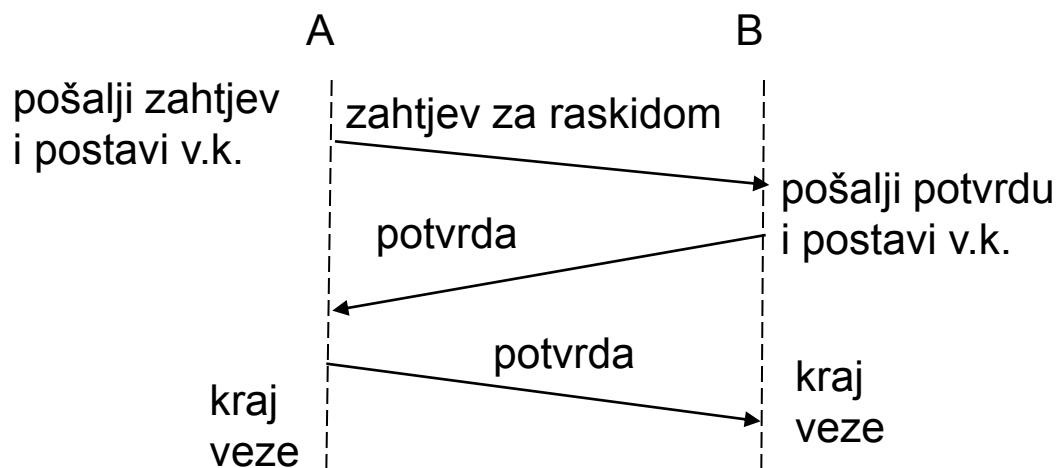 A
B
pošalji zahtjev
i postavi v.k.
zahtjev za raskidom
pošalji potvrdu
i postavi v.k.
potvrda
potvrda
kraj
veze
kraj
veze